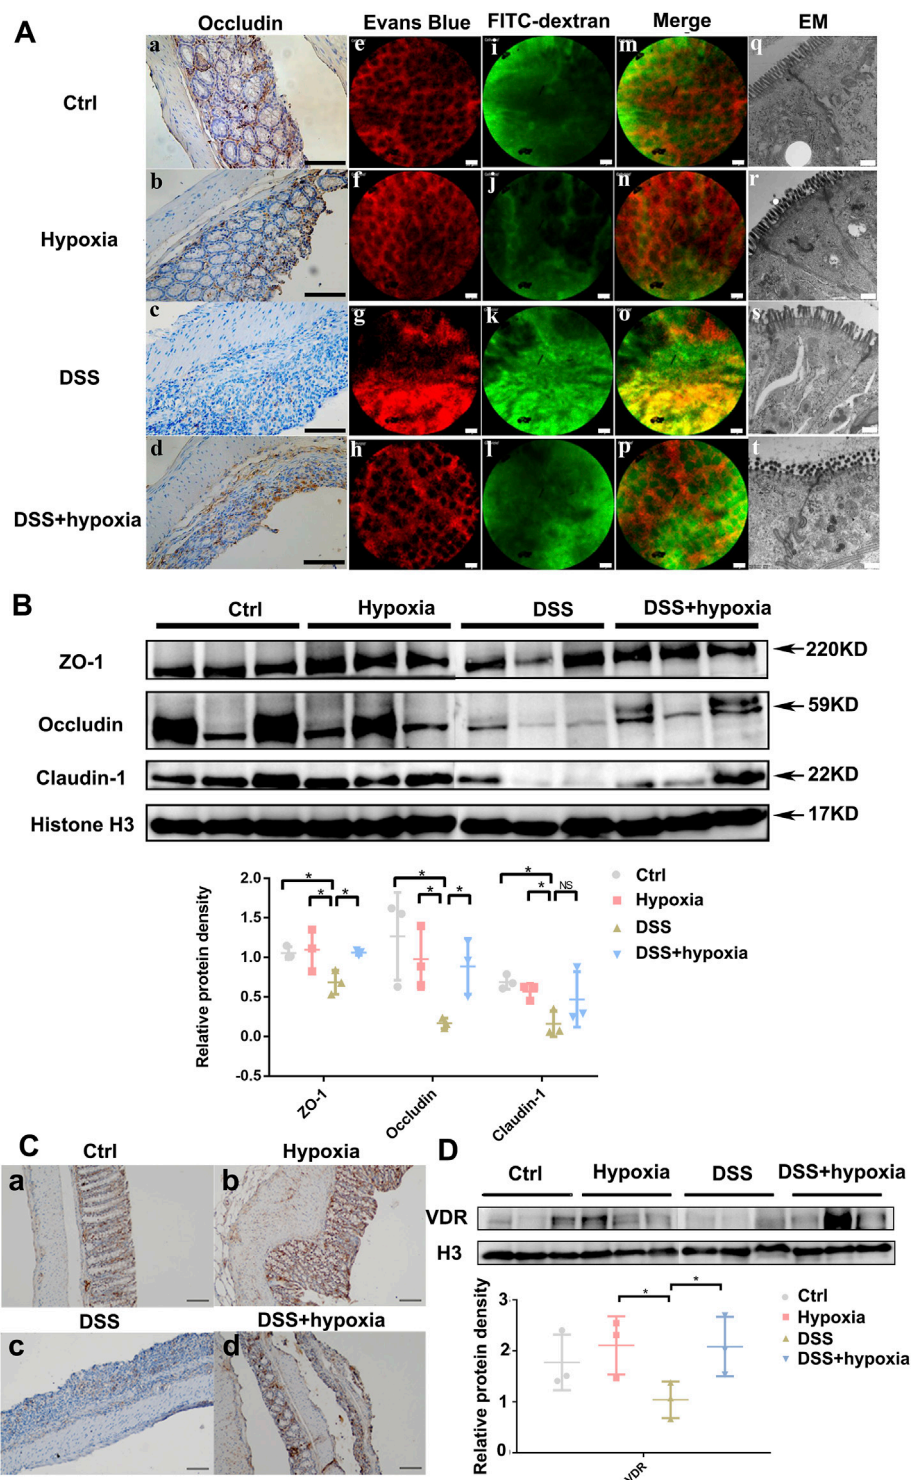 A
Occludin Evans Blue FITC-dextran Merge EM
a e i m q
Ctrl
b f j n r
Hypoxia
c g k o s
DSS
d h l p t
DSS+hypoxia
B
Ctrl Hypoxia DSS DSS+hypoxia
ZO-1 220KD
Occludin 59KD
Claudin-1 22KD
Histone H3 17KD
Relative protein density
2.0
1.5
1.0
0.5
0.0
-0.5
* * *
* * *
* * NS
Ctrl
Hypoxia
DSS
DSS+hypoxia
ZO-1 Occludin Claudin-1
C
Ctrl Hypoxia
a b
DSS DSS+hypoxia
c d
D
Ctrl Hypoxia DSS DSS+hypoxia
VDR
H3
Relative protein density
3
2
1
0
* *
Ctrl
Hypoxia
DSS
DSS+hypoxia
VDR